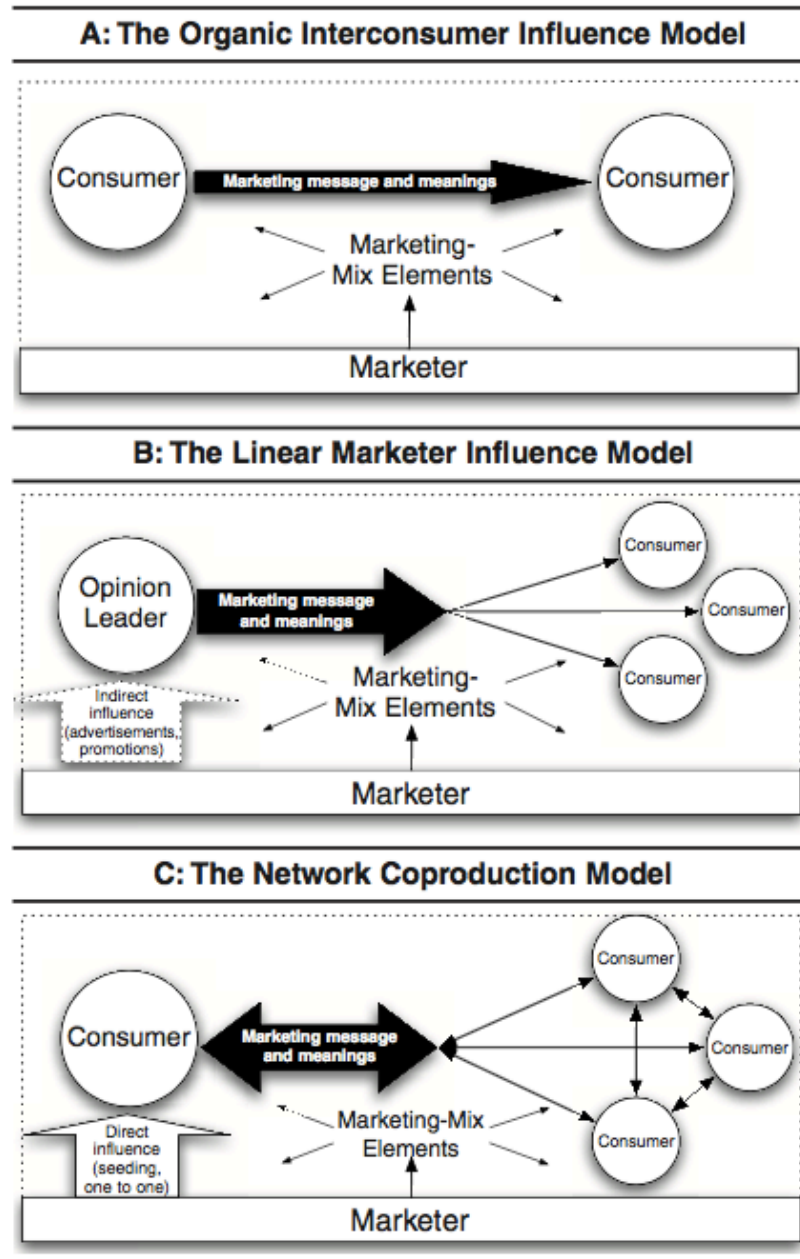 A: The Organic Interconsumer Influence Model
Consumer
Marketing message and meanings
Consumer
Marketing-
Mix Elements
Marketer
B: The Linear Marketer Influence Model
Opinion
Leader
Marketing message
and meanings
Consumer
Consumer
Consumer
Marketing-
Mix Elements
Indirect
influence
(advertisements,
promotions)
Marketer
C: The Network Coproduction Model
Consumer
Marketing message
and meanings
Consumer
Consumer
Consumer
Marketing-Mix
Elements
Direct
influence
(seeding,
one to one)
Marketer